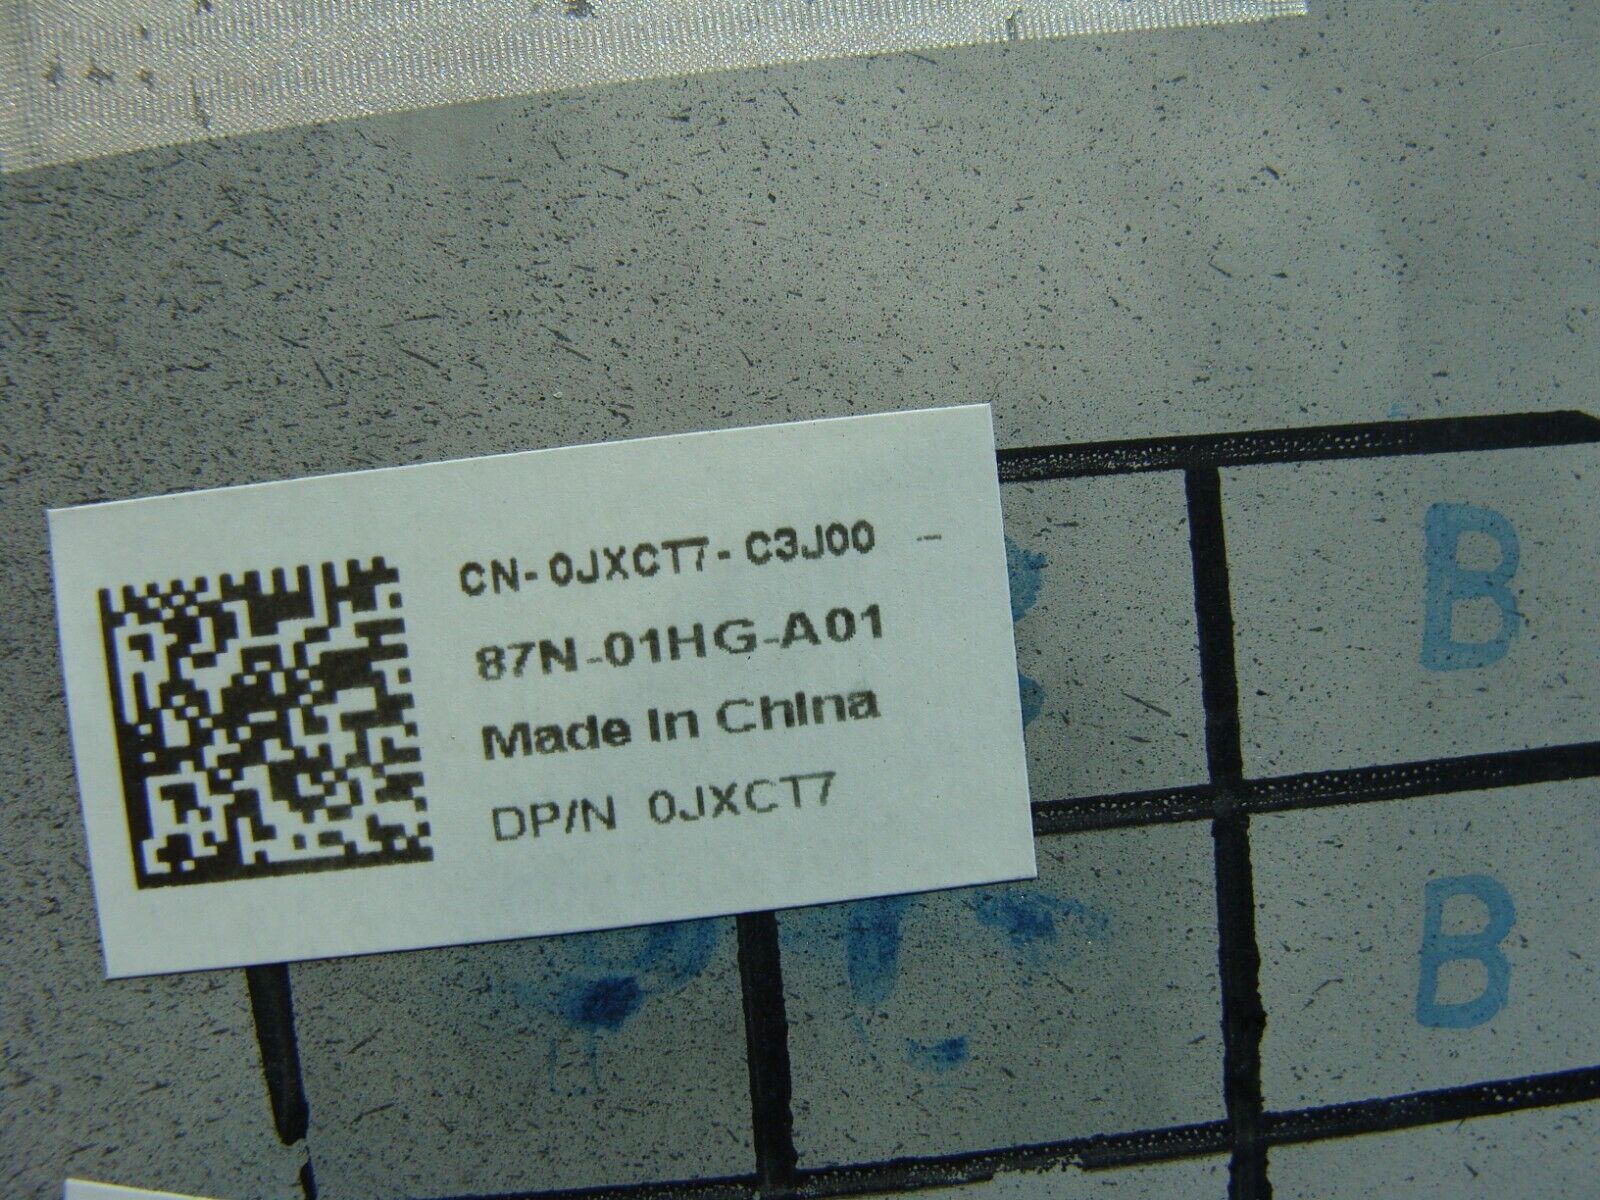 CN-0JXCT7-C3J00 -
87N-01HG-A01
Made In China
DP/N 0JXCT7
B
B